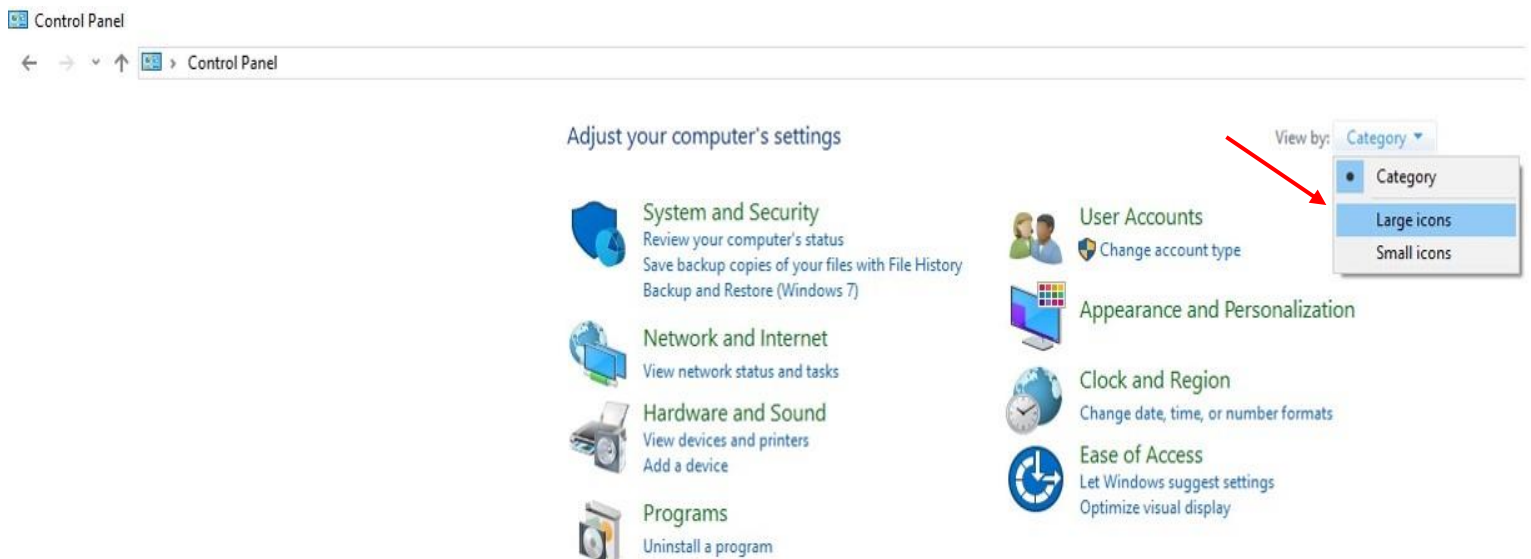 Control Panel
Control Panel
Adjust your computer's settings
View by: Category
Category
Large icons
Small icons
System and Security
Review your computer's status
Save backup copies of your files with File History
Backup and Restore (Windows 7)
Network and Internet
View network status and tasks
Hardware and Sound
View devices and printers
Add a device
Programs
Uninstall a program
User Accounts
Change account type
Appearance and Personalization
Clock and Region
Change date, time, or number formats
Ease of Access
Let Windows suggest settings
Optimize visual display